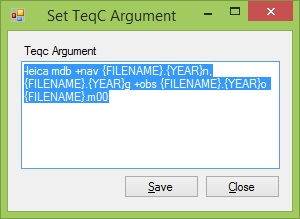 Set TeqC Argument
Teqc Argument
-leica mdb +nav {FILENAME}.{YEAR}n,
{FILENAME}.{YEAR}g +obs {FILENAME}.{YEAR}o
{FILENAME}.m00
Save
Close